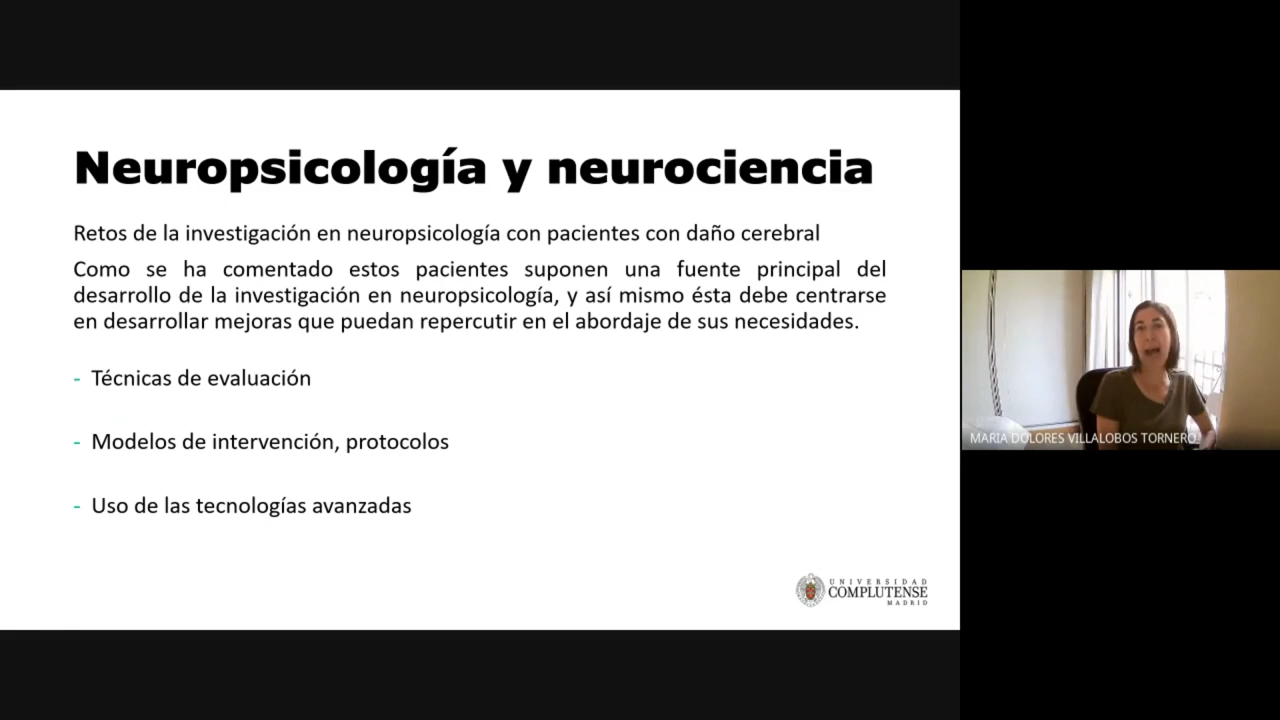 Neuropsicología y neurociencia
Retos de la investigación en neuropsicología con pacientes con daño cerebral
Como se ha comentado estos pacientes suponen una fuente principal del
desarrollo de la investigación en neuropsicología, y así mismo ésta debe centrarse
en desarrollar mejoras que puedan repercutir en el abordaje de sus necesidades.
- Técnicas de evaluación
- Modelos de intervención, protocolos
- Uso de las tecnologías avanzadas
UNIVERSIDAD
COMPLUTENSE
MADRID
MARIA DOLORES VILLALOBOS TORNERO